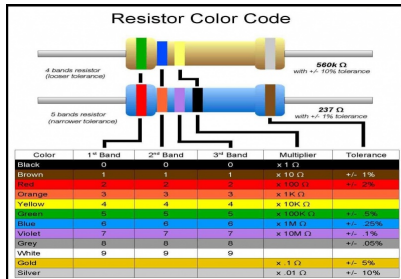 Resistor Color Code
4 bands resistor
(looser tolerance)
560k Ω
with +/- 10% tolerance
5 bands resistor
(narrower tolerance)
237 Ω
with +/- 1% tolerance
Color 1st Band 2nd Band 3rd Band Multiplier Tolerance
Black 0 0 0 x 1 Ω
Brown 1 1 1 x 10 Ω +/- 1%
Red 2 2 2 x 100 Ω +/- 2%
Orange 3 3 3 x 1K Ω
Yellow 4 4 4 x 10K Ω
Green 5 5 5 x 100K Ω +/- .5%
Blue 6 6 6 x 1M Ω +/- .25%
Violet 7 7 7 x 10M Ω +/- .1%
Grey 8 8 8 +/- .05%
White 9 9 9
Gold x .1 Ω +/- 5%
Silver x .01 Ω +/- 10%